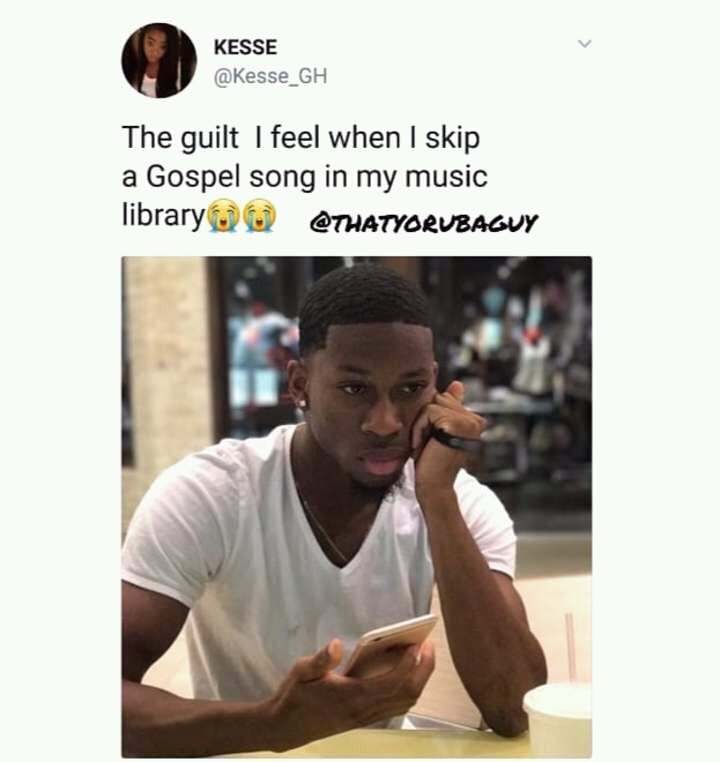 KESSE
@Kesse_GH
The guilt I feel when I skip
a Gospel song in my music
library😭😭 @THATYORUBAGUY